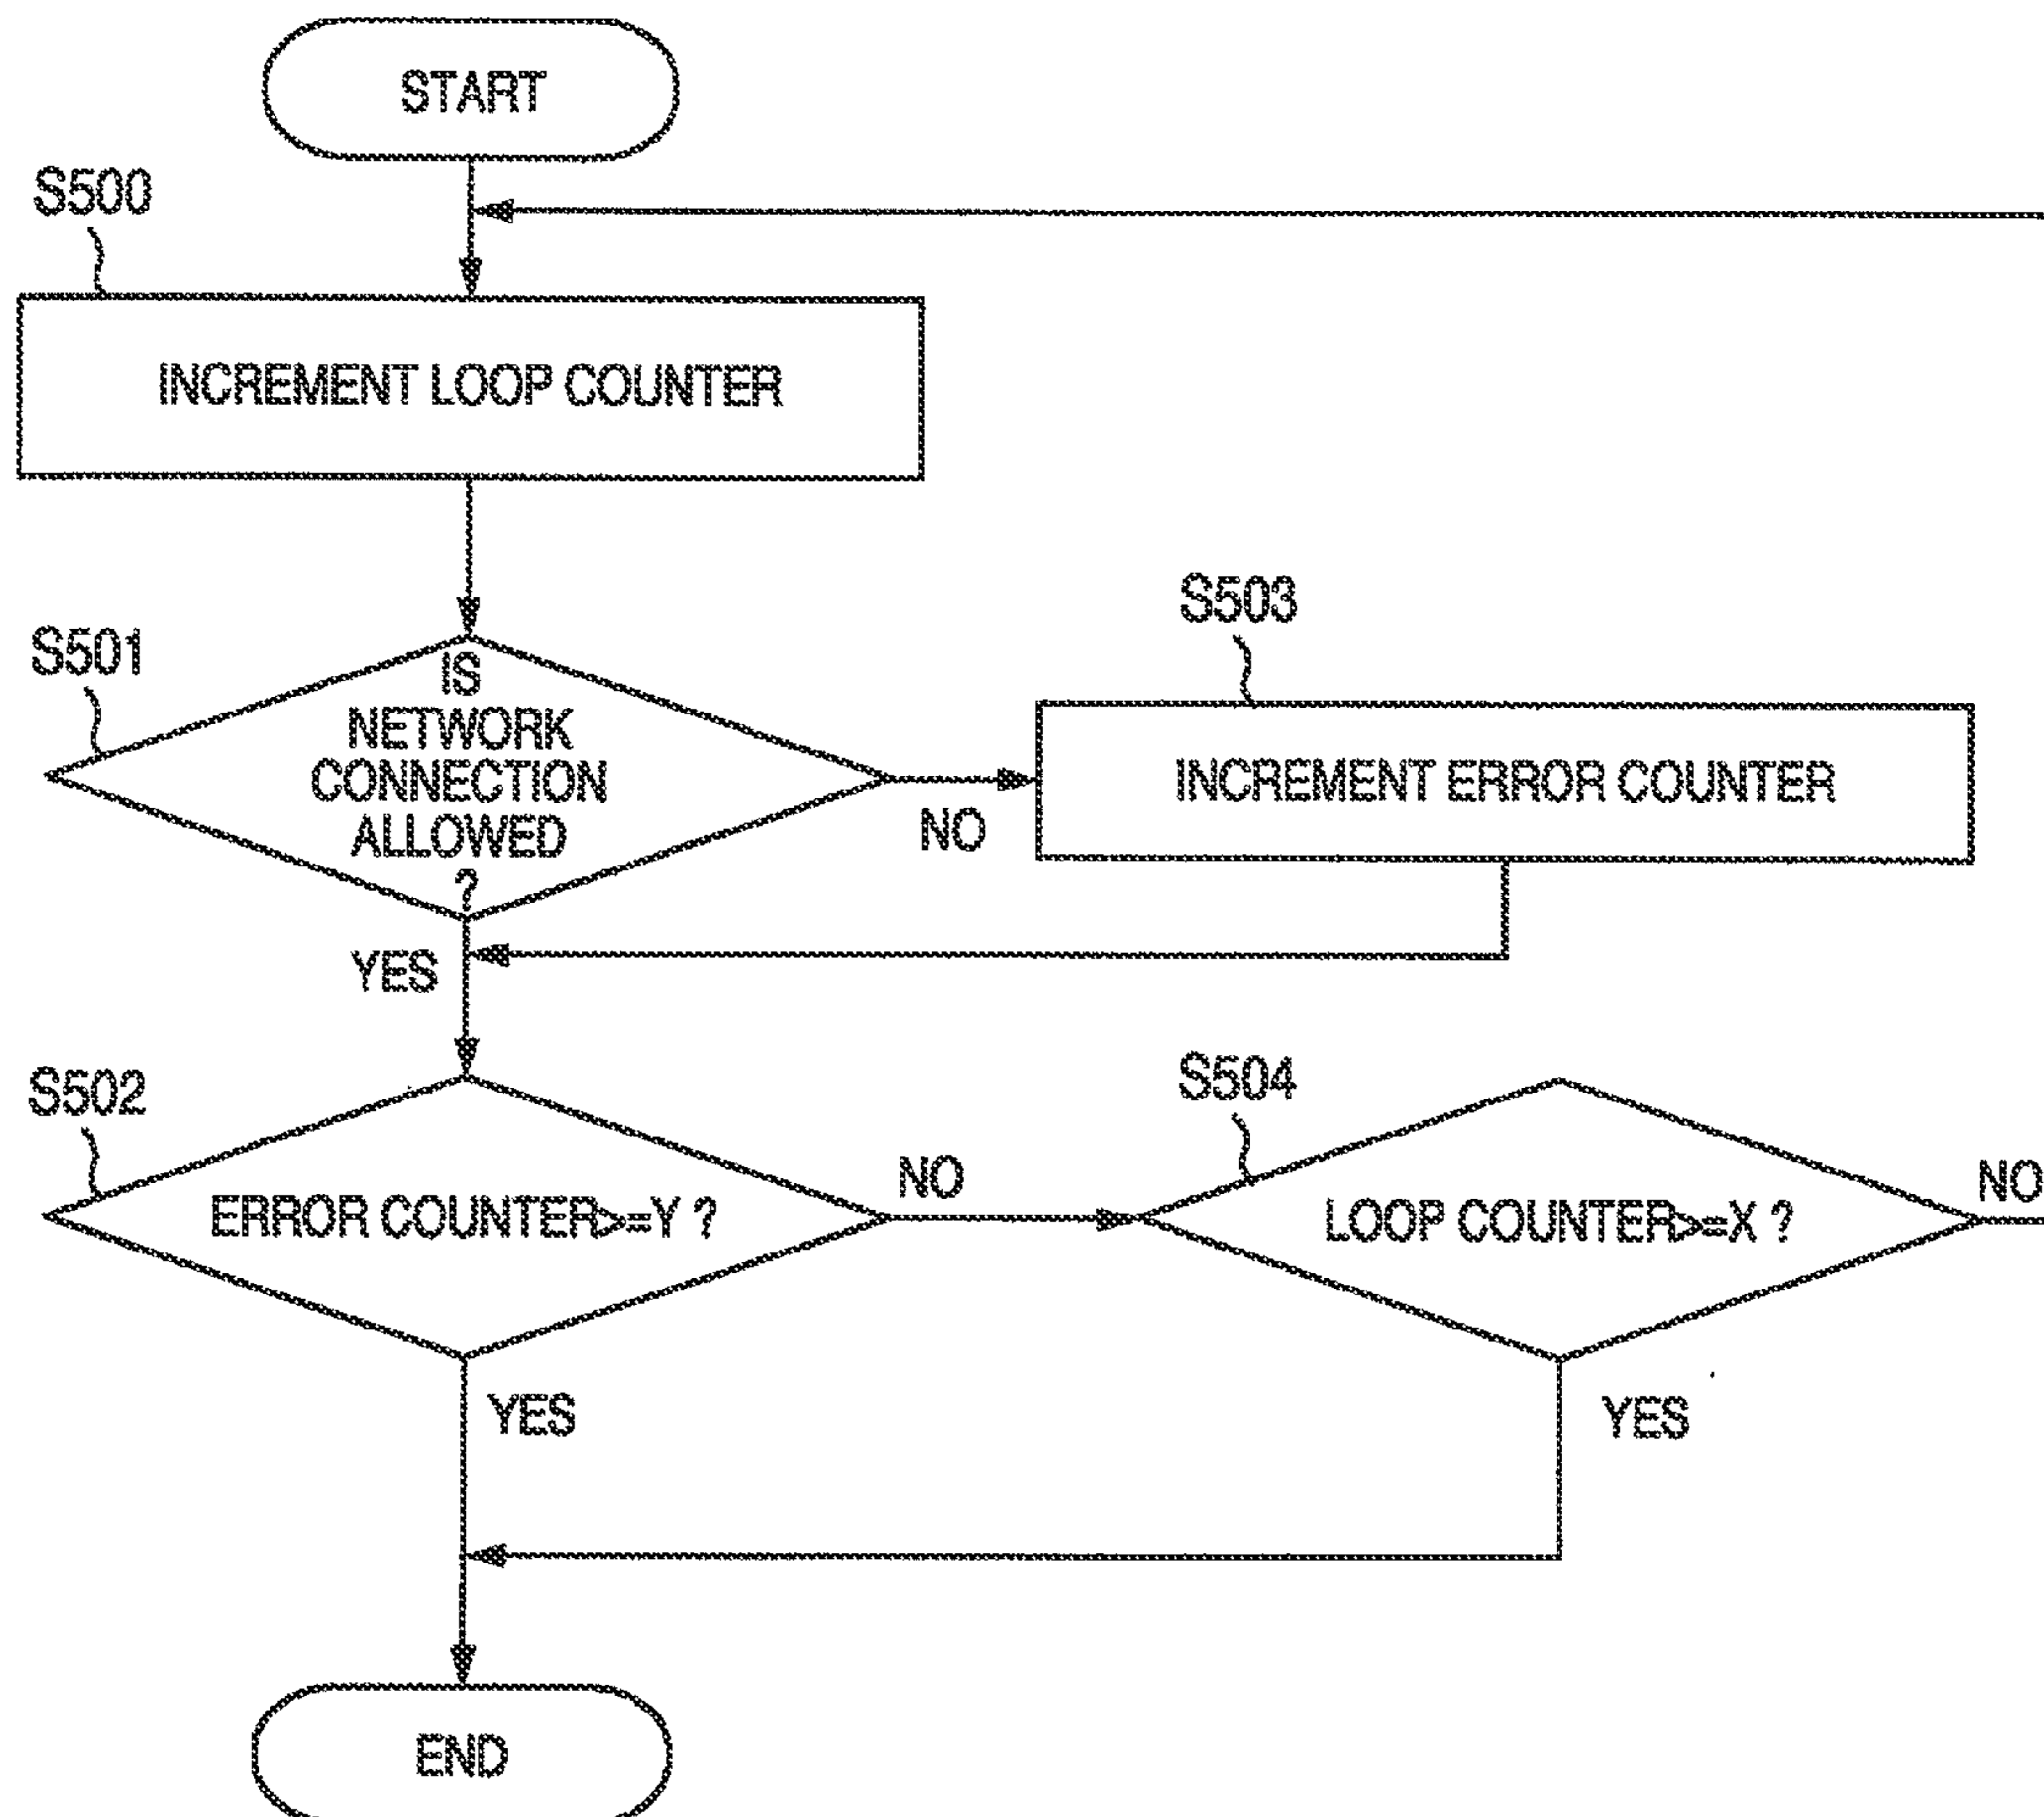 START
S500
INCREMENT LOOP COUNTER
S501
IS
NETWORK
CONNECTION
ALLOWED
?
NO
S503
INCREMENT ERROR COUNTER
YES
S502
ERROR COUNTER>=Y ?
NO
S504
LOOP COUNTER>=X ?
NO
YES
YES
END